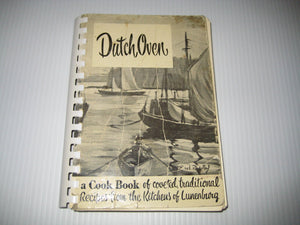 Dutch Oven
a Cook Book of coveted, traditional
Recipes from the Kitchens of Lunenburg